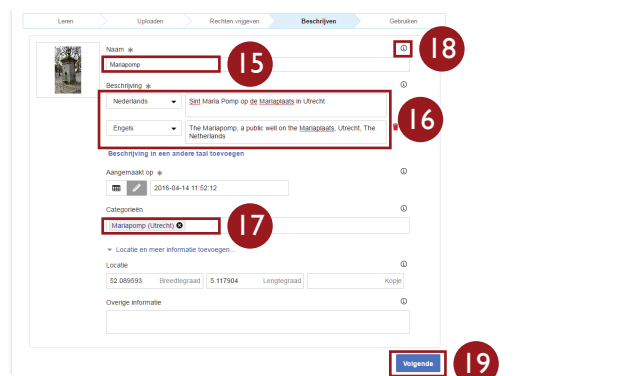 Leren Uploaden Rechten vrijgeven Beschrijven Gebruiken
Naam ∗ 18
Mariapomp 15
Beschrijving ∗
Nederlands Sint Maria Pomp op de Mariaplaats in Utrecht
16
Engels The Mariapomp, a public well on the Mariaplaats, Utrecht, The
Netherlands
Beschrijving in een andere taal toevoegen
Aangemaakt op ∗
2016-04-14 11:52:12
Categorieën
Mariapomp (Utrecht) 17
Locatie en meer informatie toevoegen...
Locatie
52.089593 Breedtegraad 5.117904 Lengtegraad Kopje
Overige informatie
Volgende 19